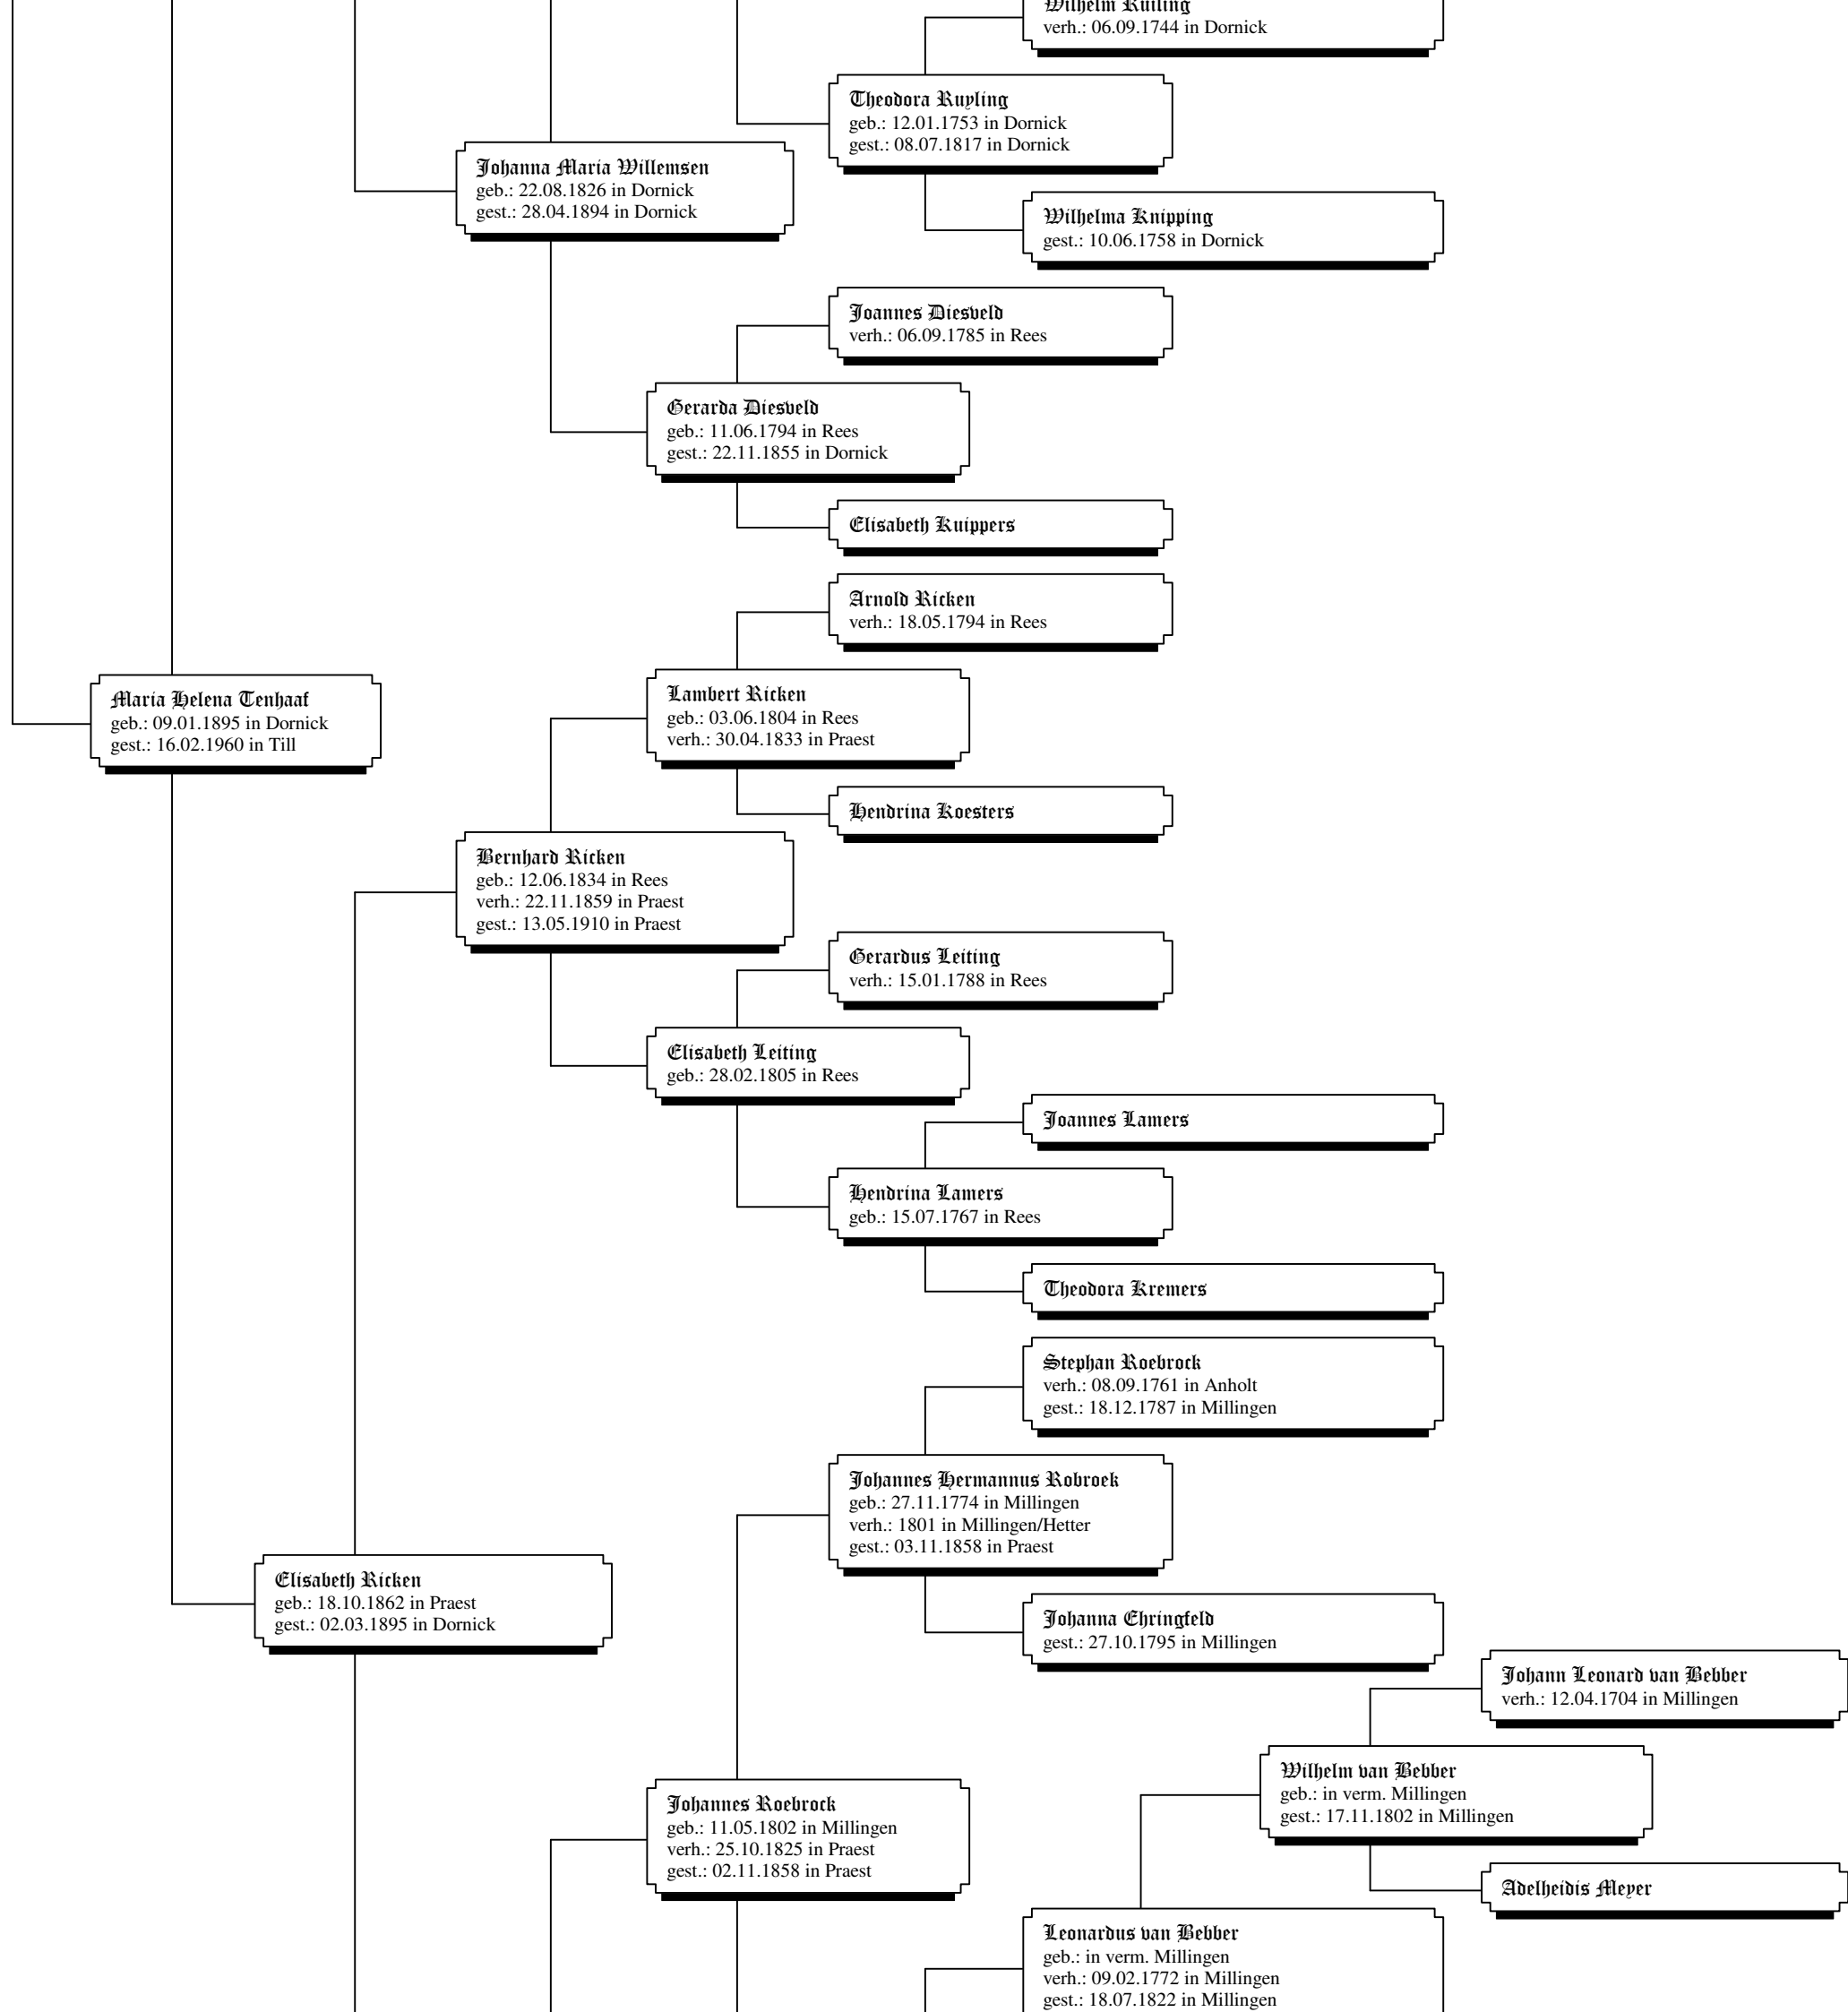 Wilhelm Ruiling
verh.: 06.09.1744 in Dornick
Theodora Ruyling
geb.: 12.01.1753 in Dornick
gest.: 08.07.1817 in Dornick
Johanna Maria Willemsen
geb.: 22.08.1826 in Dornick
gest.: 28.04.1894 in Dornick
Wilhelma Knipping
gest.: 10.06.1758 in Dornick
Joannes Diesveld
verh.: 06.09.1785 in Rees
Gerarda Diesveld
geb.: 11.06.1794 in Rees
gest.: 22.11.1855 in Dornick
Elisabeth Kuippers
Arnold Ricken
verh.: 18.05.1794 in Rees
Maria Helena Tenhaaf
geb.: 09.01.1895 in Dornick
gest.: 16.02.1960 in Till
Lambert Ricken
geb.: 03.06.1804 in Rees
verh.: 30.04.1833 in Praest
Hendrina Koesters
Bernhard Ricken
geb.: 12.06.1834 in Rees
verh.: 22.11.1859 in Praest
gest.: 13.05.1910 in Praest
Gerardus Leiting
verh.: 15.01.1788 in Rees
Elisabeth Leiting
geb.: 28.02.1805 in Rees
Joannes Lamers
Hendrina Lamers
geb.: 15.07.1767 in Rees
Theodora Kremers
Stephan Roebrock
verh.: 08.09.1761 in Anholt
gest.: 18.12.1787 in Millingen
Johannes Hermannus Robroek
geb.: 27.11.1774 in Millingen
verh.: 1801 in Millingen/Hetter
gest.: 03.11.1858 in Praest
Elisabeth Ricken
geb.: 18.10.1862 in Praest
gest.: 02.03.1895 in Dornick
Johanna Ehringfeld
gest.: 27.10.1795 in Millingen
Johann Leonard van Bebber
verh.: 12.04.1704 in Millingen
Wilhelm van Bebber
geb.: in verm. Millingen
gest.: 17.11.1802 in Millingen
Johannes Roebrock
geb.: 11.05.1802 in Millingen
verh.: 25.10.1825 in Praest
gest.: 02.11.1858 in Praest
Adelheidis Meyer
Leonardus van Bebber
geb.: in verm. Millingen
verh.: 09.02.1772 in Millingen
gest.: 18.07.1822 in Millingen